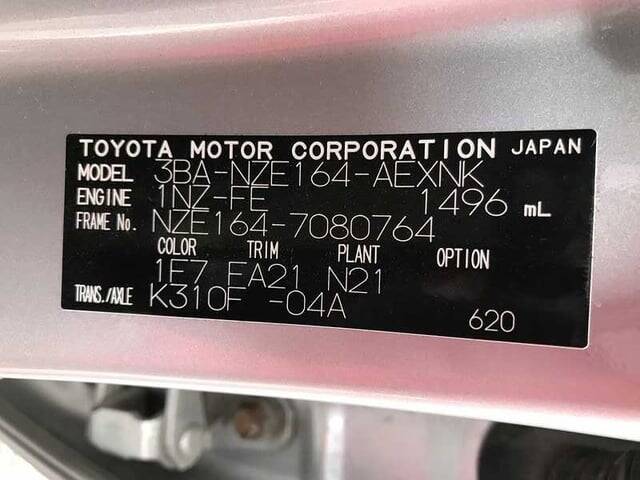 TOYOTA MOTOR CORPORATION JAPAN
MODEL 3BA-NZE164-AEXNK
ENGINE 1NZ-FE 1496 mL
FRAME No. NZE164-7080764
COLOR TRIM PLANT OPTION
1E7 FA21 N21
TRANS./AXLE K310F -04A
620